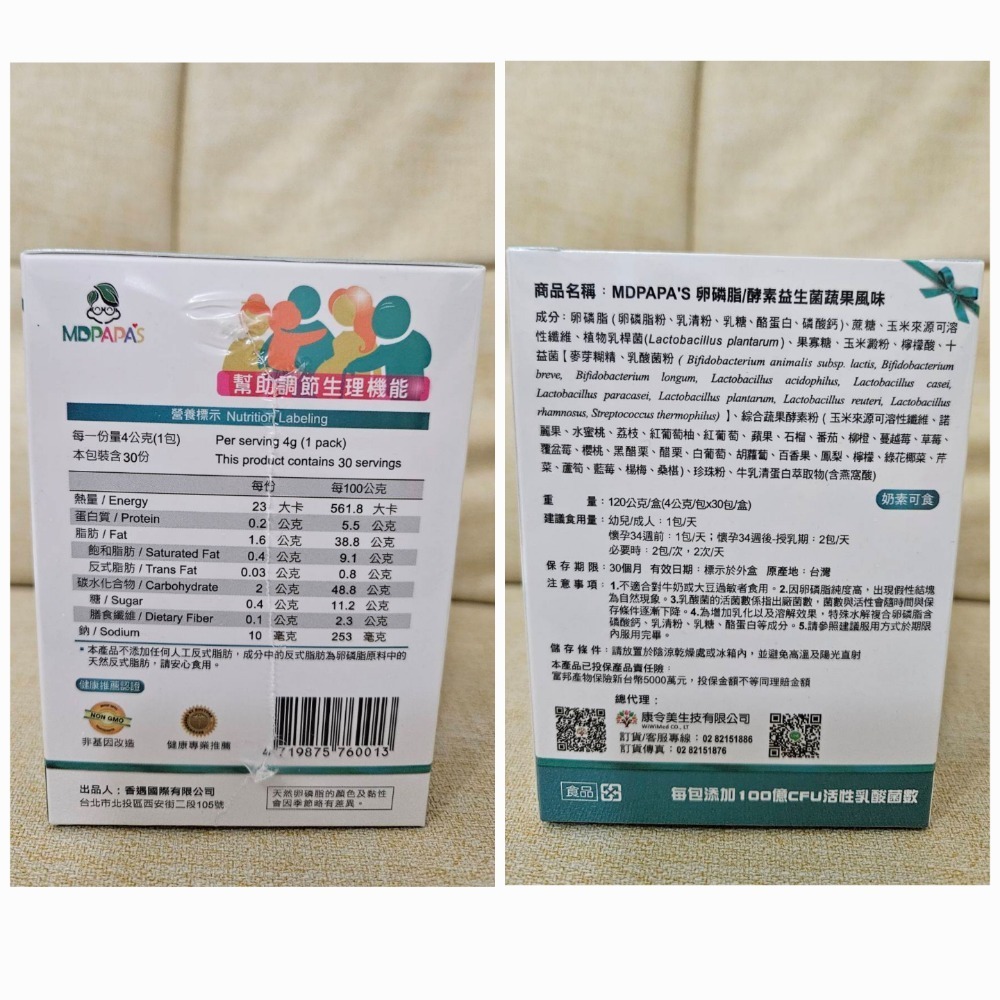 MDPAPA'S
幫助調節生理機能
營養標示 Nutrition Labeling
每一份量4公克(1包) Per serving 4g (1 pack)
本包裝含30份 This product contains 30 servings
每份 每100公克
熱量 / Energy 23 大卡 561.8 大卡
蛋白質 / Protein 0.2 公克 5.5 公克
脂肪 / Fat 1.6 公克 38.8 公克
飽和脂肪 / Saturated Fat 0.4 公克 9.1 公克
反式脂肪 / Trans Fat 0.03 公克 0.8 公克
碳水化合物 / Carbohydrate 2 公克 48.8 公克
糖 / Sugar 0.4 公克 11.2 公克
膳食纖維 / Dietary Fiber 0.1 公克 2.3 公克
鈉 / Sodium 10 毫克 253 毫克
* 本產品不添加任何人工反式脂肪，成分中的反式脂肪為卵磷脂原料中的
天然反式脂肪，請安心食用。
健康推薦認證
NON GMO
非基因改造 健康專業推薦
4 719875 760013
出品人：香遇國際有限公司
台北市北投區西安街二段105號
天然卵磷脂的顏色及黏性
會因季節略有差異。
商品名稱：MDPAPA'S 卵磷脂/酵素益生菌蔬果風味
成分：卵磷脂 (卵磷脂粉、乳清粉、乳糖、酪蛋白、磷酸鈣)、蔗糖、玉米來源可溶
性纖維、植物乳桿菌(Lactobacillus plantarum)、果寡糖、玉米澱粉、檸檬酸、十
益菌【麥芽糊精、乳酸菌粉 ( Bifidobacterium animalis subsp. lactis, Bifidobacterium
breve, Bifidobacterium longum, Lactobacillus acidophilus, Lactobacillus casei,
Lactobacillus paracasei, Lactobacillus plantarum, Lactobacillus reuteri, Lactobacillus
rhamnosus, Streptococcus thermophilus) 】、綜合蔬果酵素粉 ( 玉米來源可溶性纖維、諾
麗果、水蜜桃、荔枝、紅葡萄柚、紅葡萄、蘋果、石榴、番茄、柳橙、蔓越莓、草莓、
覆盆莓、櫻桃、黑醋栗、醋栗、白葡萄、胡蘿蔔、百香果、鳳梨、檸檬、綠花椰菜、芹
菜、蘆筍、藍莓、楊梅、桑椹)、珍珠粉、牛乳清蛋白萃取物(含燕窩酸)
重 量：120公克/盒(4公克/包x30包/盒) 奶素可食
建議食用量：幼兒/成人：1包/天
懷孕34週前：1包/天；懷孕34週後-授乳期：2包/天
必要時：2包/次，2次/天
保存期限：30個月 有效日期：標示於外盒 原產地：台灣
注意事項：1.不適合對牛奶或大豆過敏者食用。2.因卵磷脂純度高，出現假性結塊
為自然現象。3.乳酸菌的活菌數係指出廠菌數，菌數與活性會隨時間與保
存條件逐漸下降。4.為增加乳化以及溶解效果，特殊水解複合卵磷脂含
磷酸鈣、乳清粉、乳糖、酪蛋白等成分。5.請參照建議服用方式於期限
內服用完畢。
儲存條件：請放置於陰涼乾燥處或冰箱內，並避免高溫及陽光直射
本產品已投保產品責任險：
富邦產物保險新台幣5000萬元，投保金額不等同理賠金額
總代理：
康令美生技有限公司
WiWiMed CO., LT
訂貨/客服專線：02 82151886
訂貨傳真：02 82151876
食品
每包添加100億CFU活性乳酸菌數